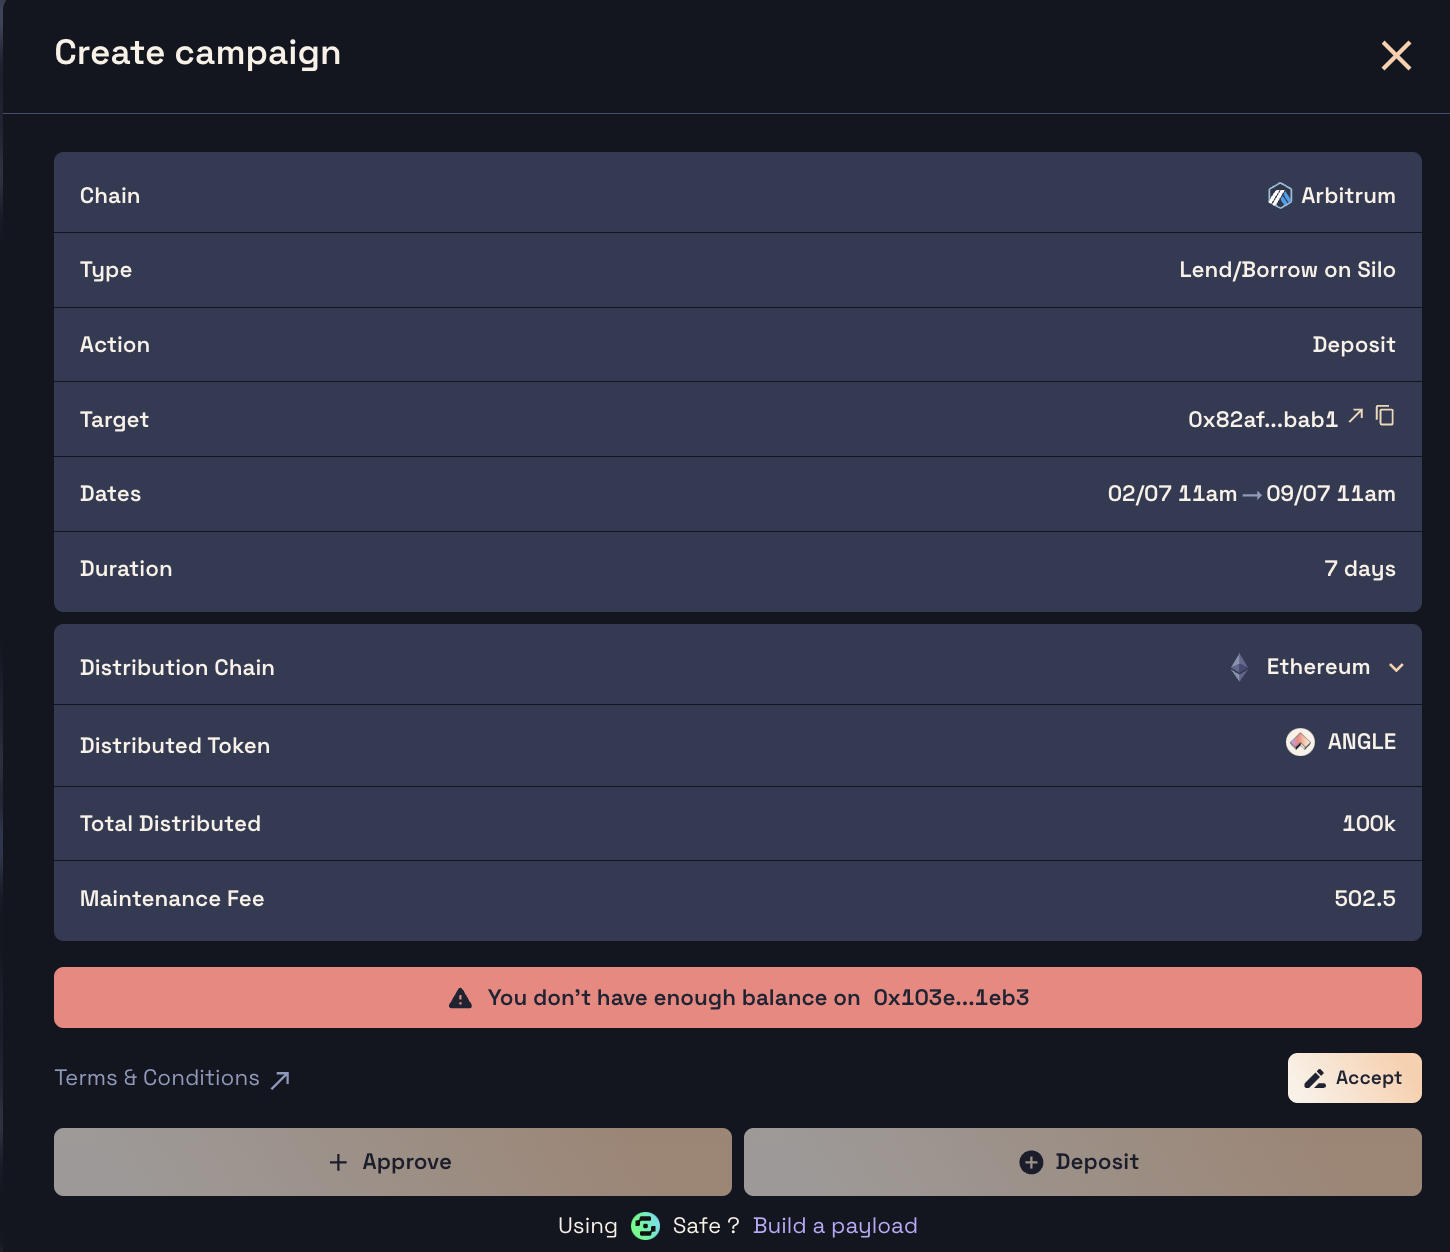 Create campaign
Chain Arbitrum
Type Lend/Borrow on Silo
Action Deposit
Target 0x82af...bab1
Dates 02/07 11am → 09/07 11am
Duration 7 days
Distribution Chain Ethereum
Distributed Token ANGLE
Total Distributed 100k
Maintenance Fee 502.5
You don't have enough balance on 0x103e...1eb3
Terms & Conditions Accept
Approve Deposit
Using Safe ? Build a payload